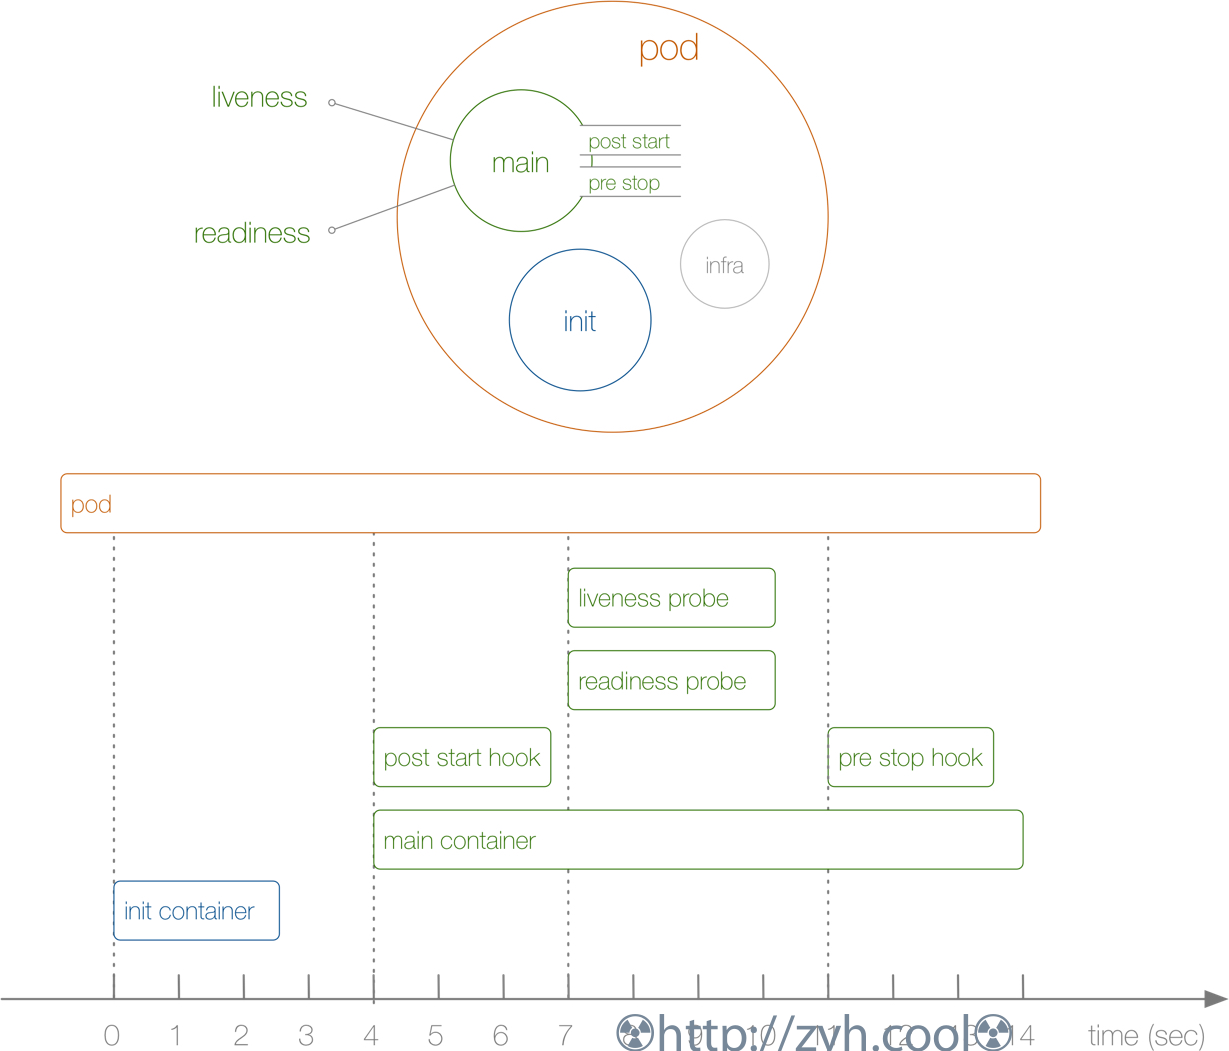 pod
liveness
post start
main
pre stop
readiness
infra
init
pod
liveness probe
readiness probe
post start hook
pre stop hook
main container
init container
0 1 2 3 4 5 6 7 8 9 10 11 12 13 14 time (sec)
http://zyh.cool